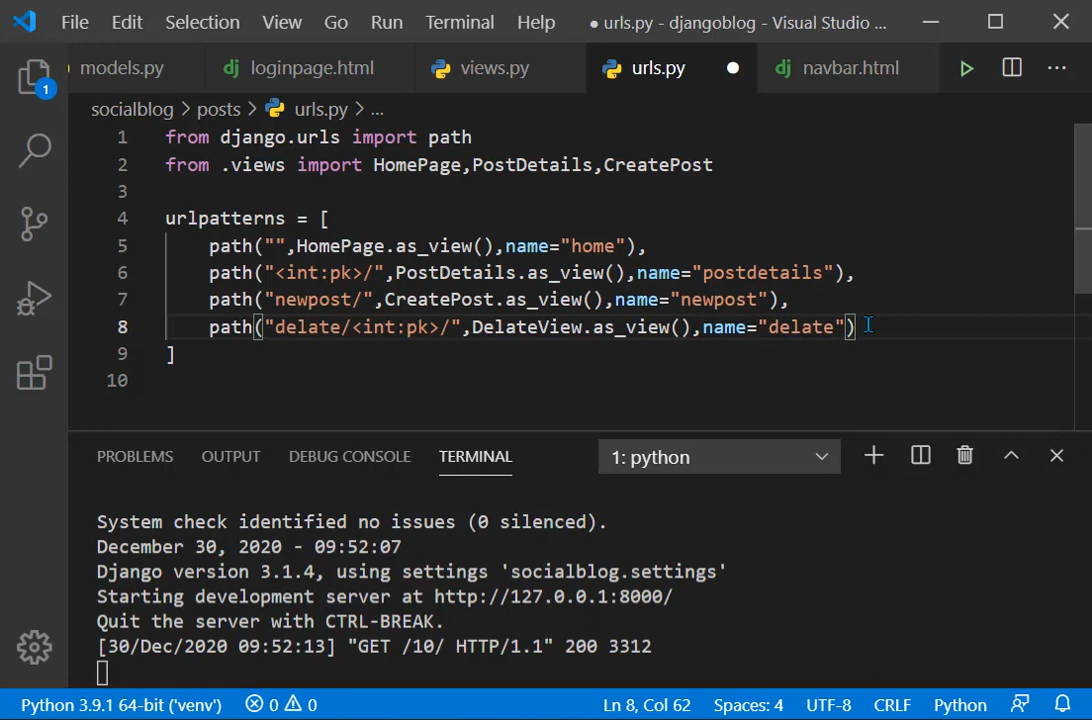 File Edit Selection View Go Run Terminal Help ● urls.py - djangoblog - Visual Studio ...
models.py loginpage.html views.py urls.py navbar.html
1
socialblog > posts > urls.py > ...
1 from django.urls import path
2 from .views import HomePage,PostDetails,CreatePost
3
4 urlpatterns = [
5 path("",HomePage.as_view(),name="home"),
6 path("<int:pk>/",PostDetails.as_view(),name="postdetails"),
7 path("newpost/",CreatePost.as_view(),name="newpost"),
8 path("delate/<int:pk>/",DelateView.as_view(),name="delate")
9 ]
10
PROBLEMS OUTPUT DEBUG CONSOLE TERMINAL 1: python
System check identified no issues (0 silenced).
December 30, 2020 - 09:52:07
Django version 3.1.4, using settings 'socialblog.settings'
Starting development server at http://127.0.0.1:8000/
Quit the server with CTRL-BREAK.
[30/Dec/2020 09:52:13] "GET /10/ HTTP/1.1" 200 3312
Python 3.9.1 64-bit ('venv') 0 0 Ln 8, Col 62 Spaces: 4 UTF-8 CRLF Python